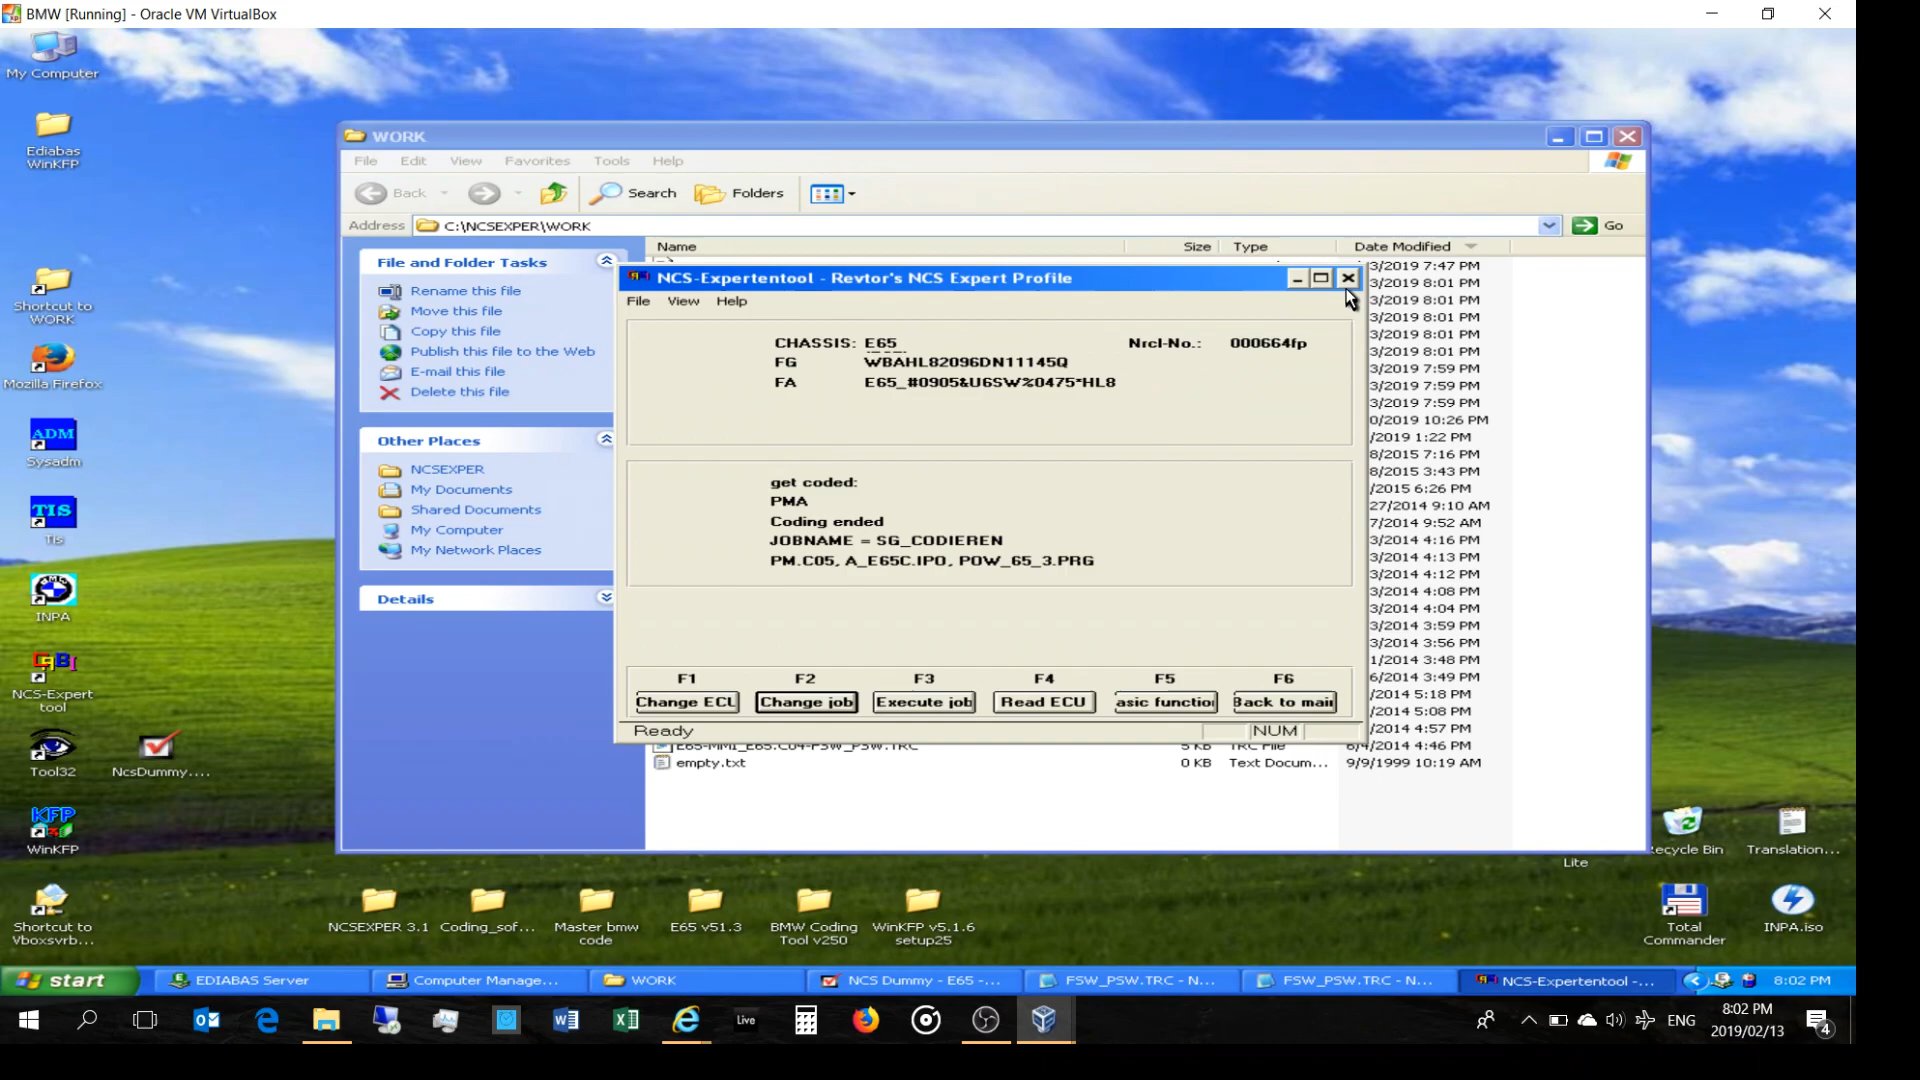 BMW [Running] - Oracle VM VirtualBox
My Computer
Ediabas
WinKFP
Shortcut to
WORK
Mozilla Firefox
ADM
Sysadm
TIS
Tis
INPA
NCS-Expert
tool
Tool32
NcsDummy....
KFP
WinKFP
Shortcut to
Vboxsvrb...
WORK
File Edit View Favorites Tools Help
Back Search Folders
Address C:\NCSEXPER\WORK Go
Name Size Type Date Modified
File and Folder Tasks
Rename this file
Move this file
Copy this file
Publish this file to the Web
E-mail this file
Delete this file
Other Places
NCSEXPER
My Documents
Shared Documents
My Computer
My Network Places
Details
NCS-Expertentool - Revtor's NCS Expert Profile
File View Help
CHASSIS: E65 Nrcl-No.: 000664fp
FG WBAHL82096DN11145Q
FA E65_#0905&U6SW%0475*HL8
get coded:
PMA
Coding ended
JOBNAME = SG_CODIEREN
PM.C05, A_E65C.IPO, POW_65_3.PRG
F1 F2 F3 F4 F5 F6
Change ECU Change job Execute job Read ECU asic function Back to main
Ready NUM
/3/2019 7:47 PM
3/2019 8:01 PM
3/2019 8:01 PM
3/2019 8:01 PM
3/2019 8:01 PM
3/2019 8:01 PM
3/2019 7:59 PM
3/2019 7:59 PM
3/2019 7:59 PM
0/2019 10:26 PM
/2019 1:22 PM
8/2015 7:16 PM
8/2015 3:43 PM
/2015 6:26 PM
27/2014 9:10 AM
7/2014 9:52 AM
3/2014 4:16 PM
3/2014 4:13 PM
3/2014 4:12 PM
3/2014 4:08 PM
3/2014 4:04 PM
3/2014 3:59 PM
3/2014 3:56 PM
1/2014 3:48 PM
6/2014 3:49 PM
/2014 5:18 PM
/2014 5:08 PM
/2014 4:57 PM
E65-MMI_E65.C04-FSW_PSW.TRC 5 KB TRC File 6/4/2014 4:46 PM
empty.txt 0 KB Text Docum... 9/9/1999 10:19 AM
Lite
Recycle Bin
Translation...
Total
Commander
INPA.iso
NCSEXPER 3.1
Coding_sof...
Master bmw
code
E65 v51.3
BMW Coding
Tool v250
WinKFP v5.1.6
setup25
start EDIABAS Server Computer Manage... WORK NCS Dummy - E65 -... FSW_PSW.TRC - N... FSW_PSW.TRC - N... NCS-Expertentool -... 8:02 PM
Live
ENG
8:02 PM
2019/02/13
4